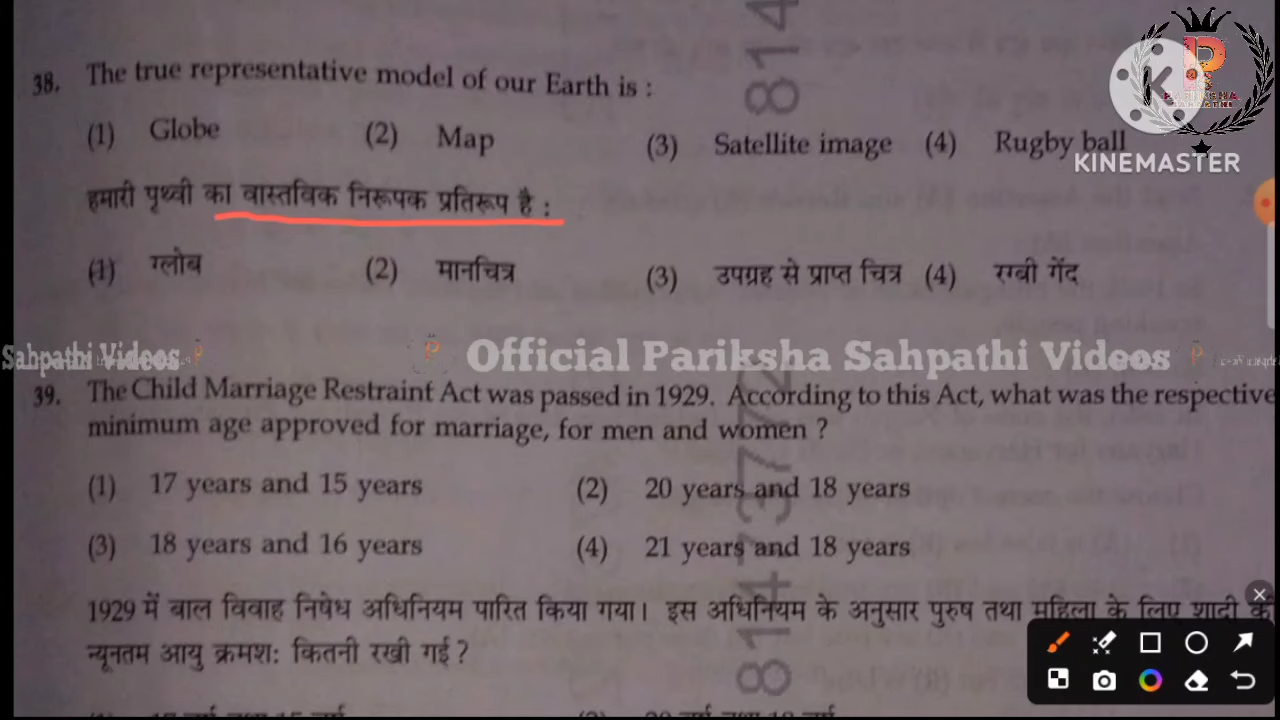 38. The true representative model of our Earth is :
(1) Globe (2) Map (3) Satellite image (4) Rugby ball
KINEMASTER
हमारी पृथ्वी का वास्तविक निरूपक प्रतिरूप है :
(1) ग्लोब (2) मानचित्र (3) उपग्रह से प्राप्त चित्र (4) रग्बी गेंद
Sahpathi Videos Official Pariksha Sahpathi Videos
39. The Child Marriage Restraint Act was passed in 1929. According to this Act, what was the respective
minimum age approved for marriage, for men and women ?
(1) 17 years and 15 years (2) 20 years and 18 years
(3) 18 years and 16 years (4) 21 years and 18 years
1929 में बाल विवाह निषेध अधिनियम पारित किया गया। इस अधिनियम के अनुसार पुरुष तथा महिला के लिए शादी की
न्यूनतम आयु क्रमशः कितनी रखी गई ?
814